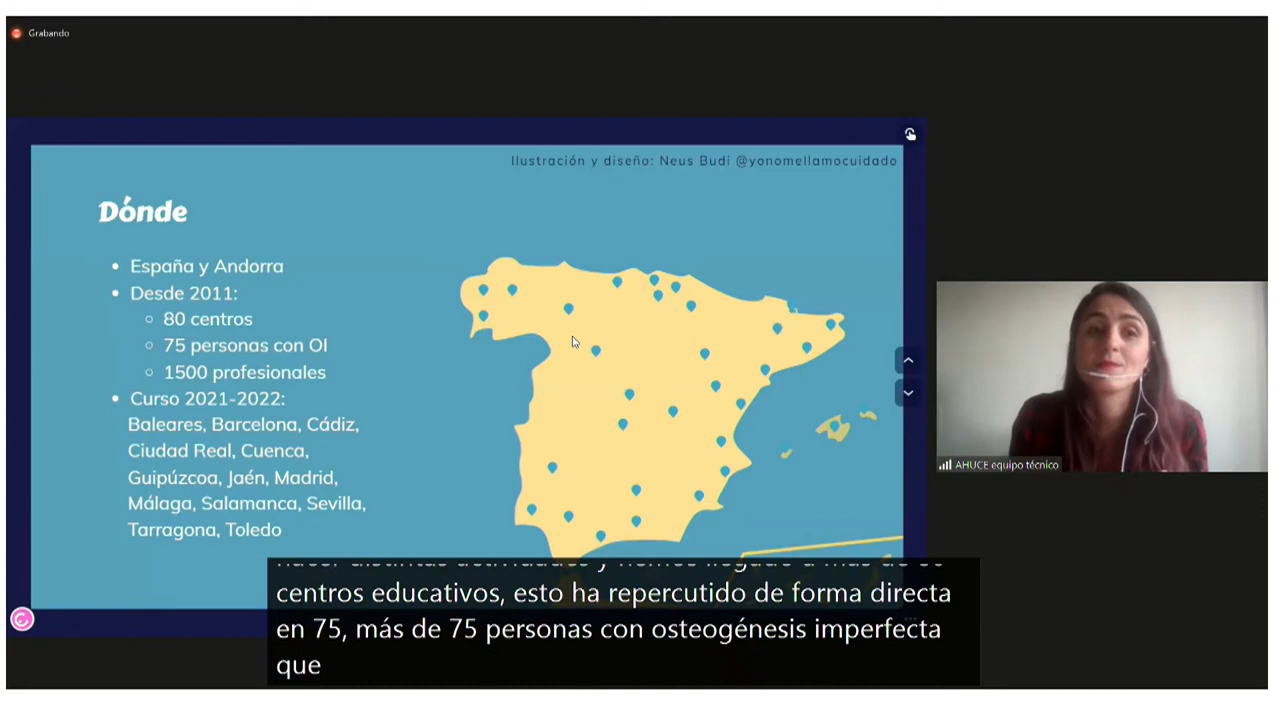 Grabando
Ilustración y diseño: Neus Budi @yonomellamocuidado
Dónde
• España y Andorra
• Desde 2011:
◦ 80 centros
◦ 75 personas con OI
◦ 1500 profesionales
• Curso 2021-2022:
Baleares, Barcelona, Cádiz,
Ciudad Real, Cuenca,
Guipúzcoa, Jaén, Madrid,
Málaga, Salamanca, Sevilla,
Tarragona, Toledo
AHUCE equipo técnico
centros educativos, esto ha repercutido de forma directa
en 75, más de 75 personas con osteogénesis imperfecta
que